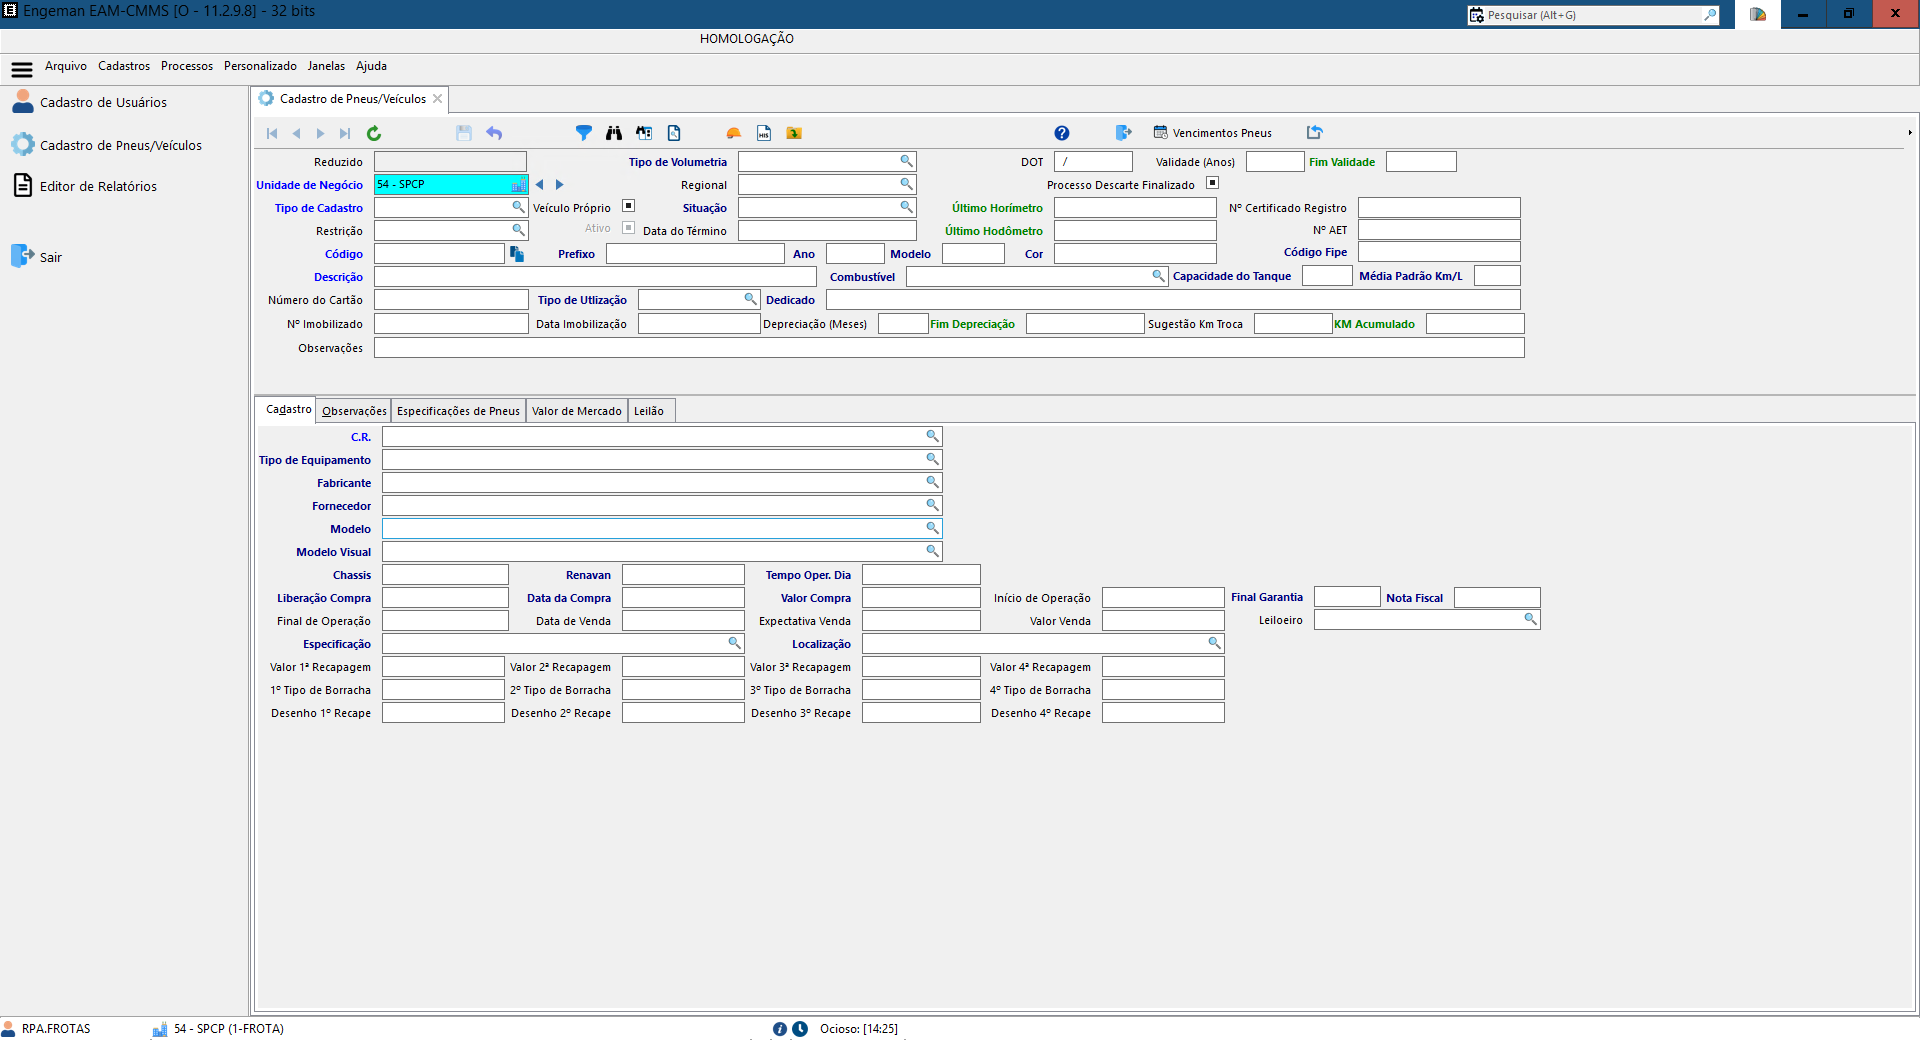 Engeman EAM-CMMS [O - 11.2.9.8] - 32 bits
Pesquisar (Alt+G)
HOMOLOGAÇÃO
Arquivo Cadastros Processos Personalizado Janelas Ajuda
Cadastro de Usuários
Cadastro de Pneus/Veículos
Editor de Relatórios
Sair
Cadastro de Pneus/Veículos
HIS
Vencimentos Pneus
Reduzido Tipo de Volumetria DOT / Validade (Anos) Fim Validade
Unidade de Negócio 54 - SPCP Regional Processo Descarte Finalizado
Tipo de Cadastro Veículo Próprio Situação Último Horímetro Nº Certificado Registro
Restrição Ativo Data do Término Último Hodômetro Nº AET
Código Prefixo Ano Modelo Cor Código Fipe
Descrição Combustível Capacidade do Tanque Média Padrão Km/L
Número do Cartão Tipo de Utlização Dedicado
Nº Imobilizado Data Imobilização Depreciação (Meses) Fim Depreciação Sugestão Km Troca KM Acumulado
Observações
Cadastro Observações Especificações de Pneus Valor de Mercado Leilão
C.R.
Tipo de Equipamento
Fabricante
Fornecedor
Modelo
Modelo Visual
Chassis Renavan Tempo Oper. Dia
Liberação Compra Data da Compra Valor Compra Início de Operação Final Garantia Nota Fiscal
Final de Operação Data de Venda Expectativa Venda Valor Venda Leiloeiro
Especificação Localização
Valor 1ª Recapagem Valor 2ª Recapagem Valor 3ª Recapagem Valor 4ª Recapagem
1º Tipo de Borracha 2º Tipo de Borracha 3º Tipo de Borracha 4º Tipo de Borracha
Desenho 1º Recape Desenho 2º Recape Desenho 3º Recape Desenho 4º Recape
RPA.FROTAS 54 - SPCP (1-FROTA) Ocioso: [14:25]